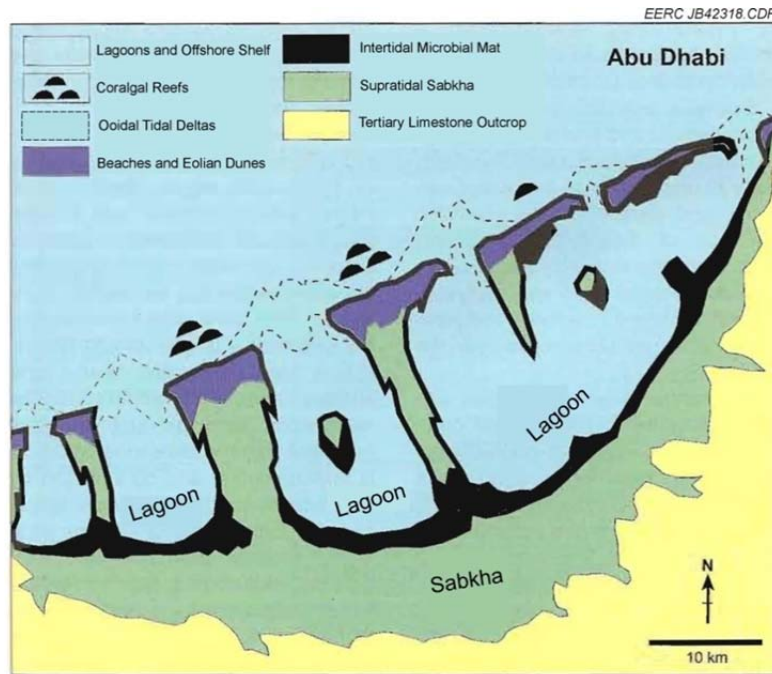 EERC JB42318.CDR
Lagoons and Offshore Shelf
Coralgal Reefs
Ooidal Tidal Deltas
Beaches and Eolian Dunes
Intertidal Microbial Mat
Supratidal Sabkha
Tertiary Limestone Outcrop
Abu Dhabi
Lagoon
Lagoon
Lagoon
Sabkha
N
10 km